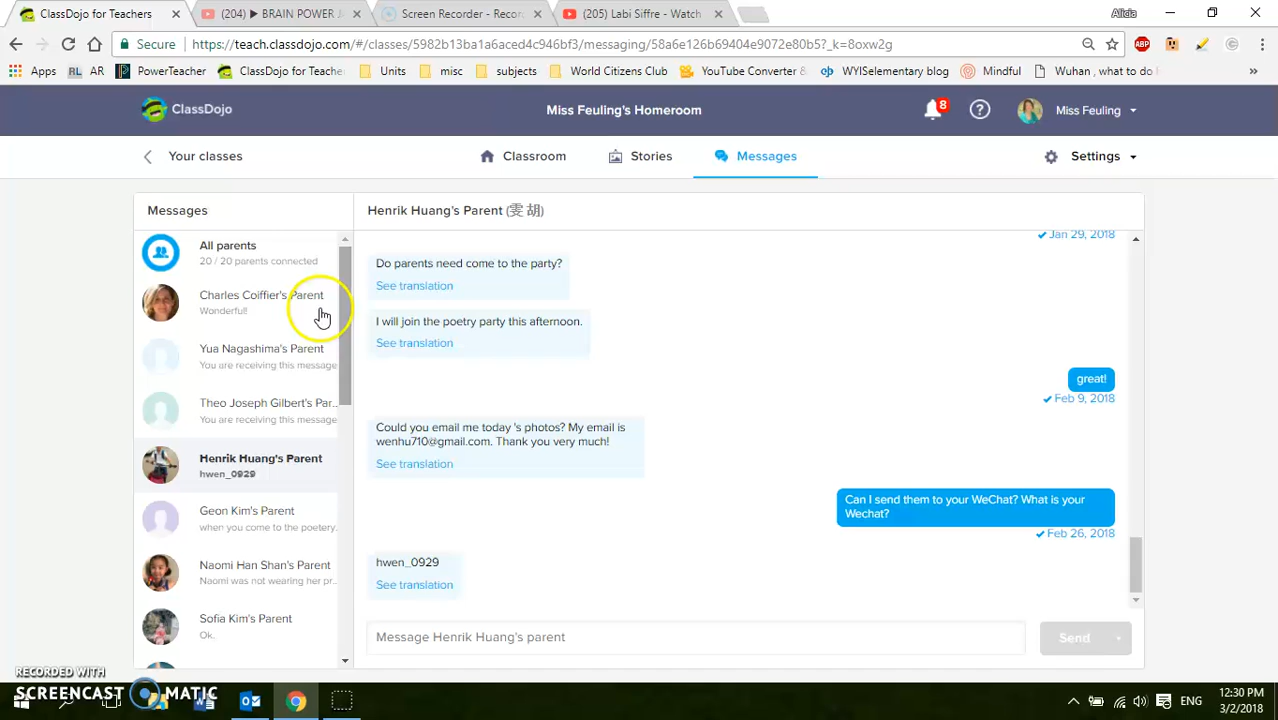 ClassDojo for Teachers
(204) ▶ BRAIN POWER
Screen Recorder - Recor
(205) Labi Siffre - Watch
Alicia
Secure
https://teach.classdojo.com/#/classes/5982b13ba1a6aced4c946bf3/messaging/58a6e126b69404e9072e80b5?_k=8oxw2g
ABP
Apps
RL AR
PowerTeacher
ClassDojo for Teache
Units
misc
subjects
World Citizens Club
YouTube Converter &
WYISelementary blog
Mindful
Wuhan , what to do
»
ClassDojo
Miss Feuling's Homeroom
8
Miss Feuling
Your classes
Classroom
Stories
Messages
Settings
Messages
All parents
20 / 20 parents connected
Charles Coiffier's Parent
Wonderful!
Yua Nagashima's Parent
You are receiving this message
Theo Joseph Gilbert's Par...
You are receiving this message
Henrik Huang's Parent
hwen_0929
Geon Kim's Parent
when you come to the poetery
Naomi Han Shan's Parent
Naomi was not wearing her pr...
Sofia Kim's Parent
Ok.
Henrik Huang's Parent (雯 胡)
Jan 29, 2018
Do parents need come to the party?
See translation
I will join the poetry party this afternoon.
See translation
great!
Feb 9, 2018
Could you email me today 's photos? My email is
wenhu710@gmail.com. Thank you very much!
See translation
Can I send them to your WeChat? What is your
Wechat?
Feb 26, 2018
hwen_0929
See translation
Message Henrik Huang's parent
Send
RECORDED WITH
SCREENCAST MATIC
ENG
12:30 PM
3/2/2018